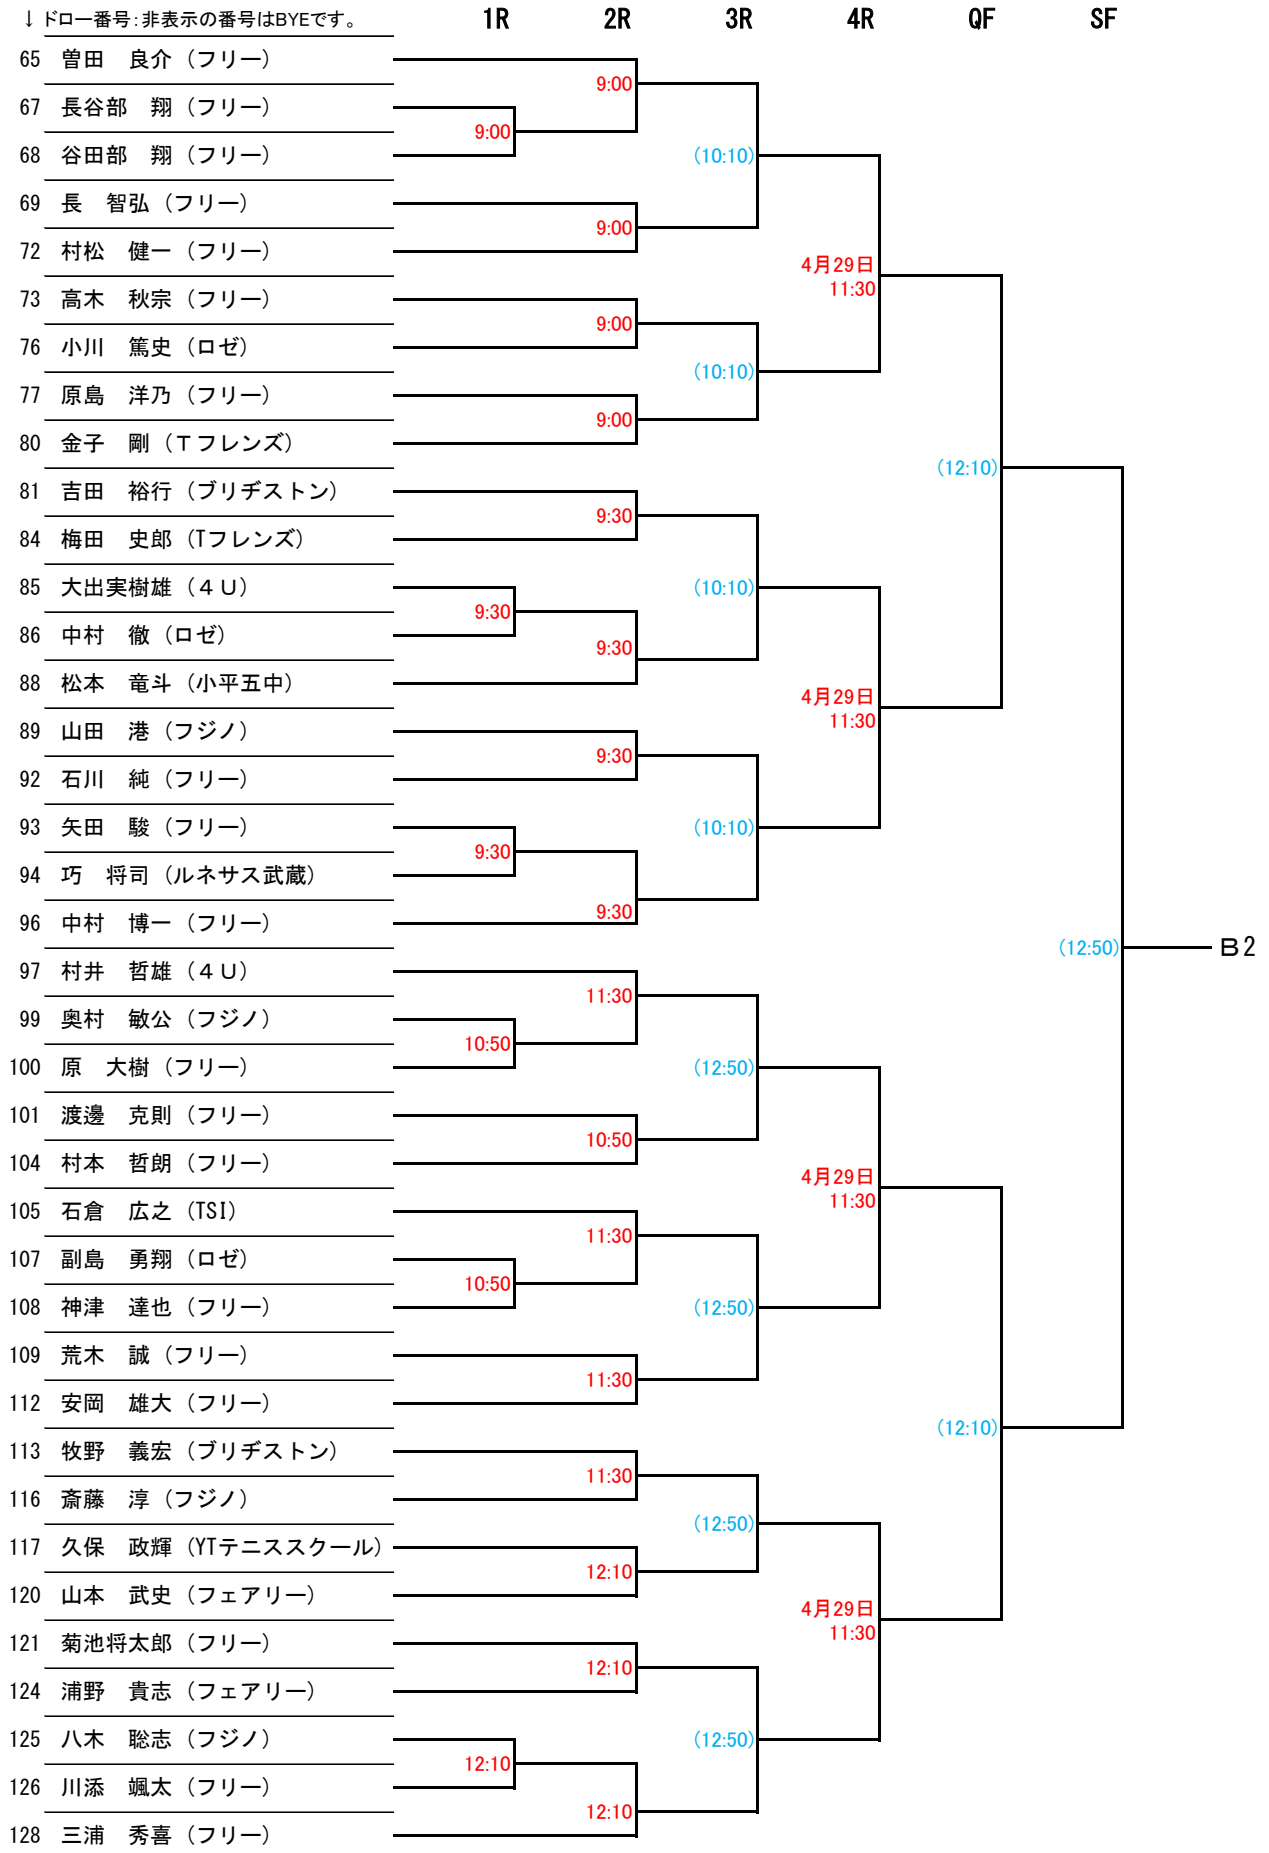 ↓ドロー番号:非表示の番号はBYEです。 1R 2R 3R 4R QF SF
65 曽田 良介（フリー）
9:00
67 長谷部 翔（フリー）
9:00
68 谷田部 翔（フリー） (10:10)
69 長 智弘（フリー）
9:00
72 村松 健一（フリー）
4月29日
11:30
73 高木 秋宗（フリー）
9:00
76 小川 篤史（ロゼ）
(10:10)
77 原島 洋乃（フリー）
9:00
80 金子 剛（Ｔフレンズ）
(12:10)
81 吉田 裕行（ブリヂストン）
9:30
84 梅田 史郎（Tフレンズ）
85 大出実樹雄（４Ｕ） (10:10)
9:30
86 中村 徹（ロゼ）
9:30
88 松本 竜斗（小平五中）
4月29日
11:30
89 山田 港（フジノ）
9:30
92 石川 純（フリー）
93 矢田 駿（フリー） (10:10)
9:30
94 巧 将司（ルネサス武蔵）
9:30
96 中村 博一（フリー）
(12:50) Ｂ2
97 村井 哲雄（４Ｕ）
11:30
99 奥村 敏公（フジノ）
10:50
100 原 大樹（フリー） (12:50)
101 渡邊 克則（フリー）
10:50
104 村本 哲朗（フリー）
4月29日
11:30
105 石倉 広之（TSI）
11:30
107 副島 勇翔（ロゼ）
10:50
108 神津 達也（フリー） (12:50)
109 荒木 誠（フリー）
11:30
112 安岡 雄大（フリー）
(12:10)
113 牧野 義宏（ブリヂストン）
11:30
116 斎藤 淳（フジノ）
(12:50)
117 久保 政輝（YTテニススクール）
12:10
120 山本 武史（フェアリー）
4月29日
11:30
121 菊池将太郎（フリー）
12:10
124 浦野 貴志（フェアリー）
125 八木 聡志（フジノ） (12:50)
12:10
126 川添 颯太（フリー）
12:10
128 三浦 秀喜（フリー）